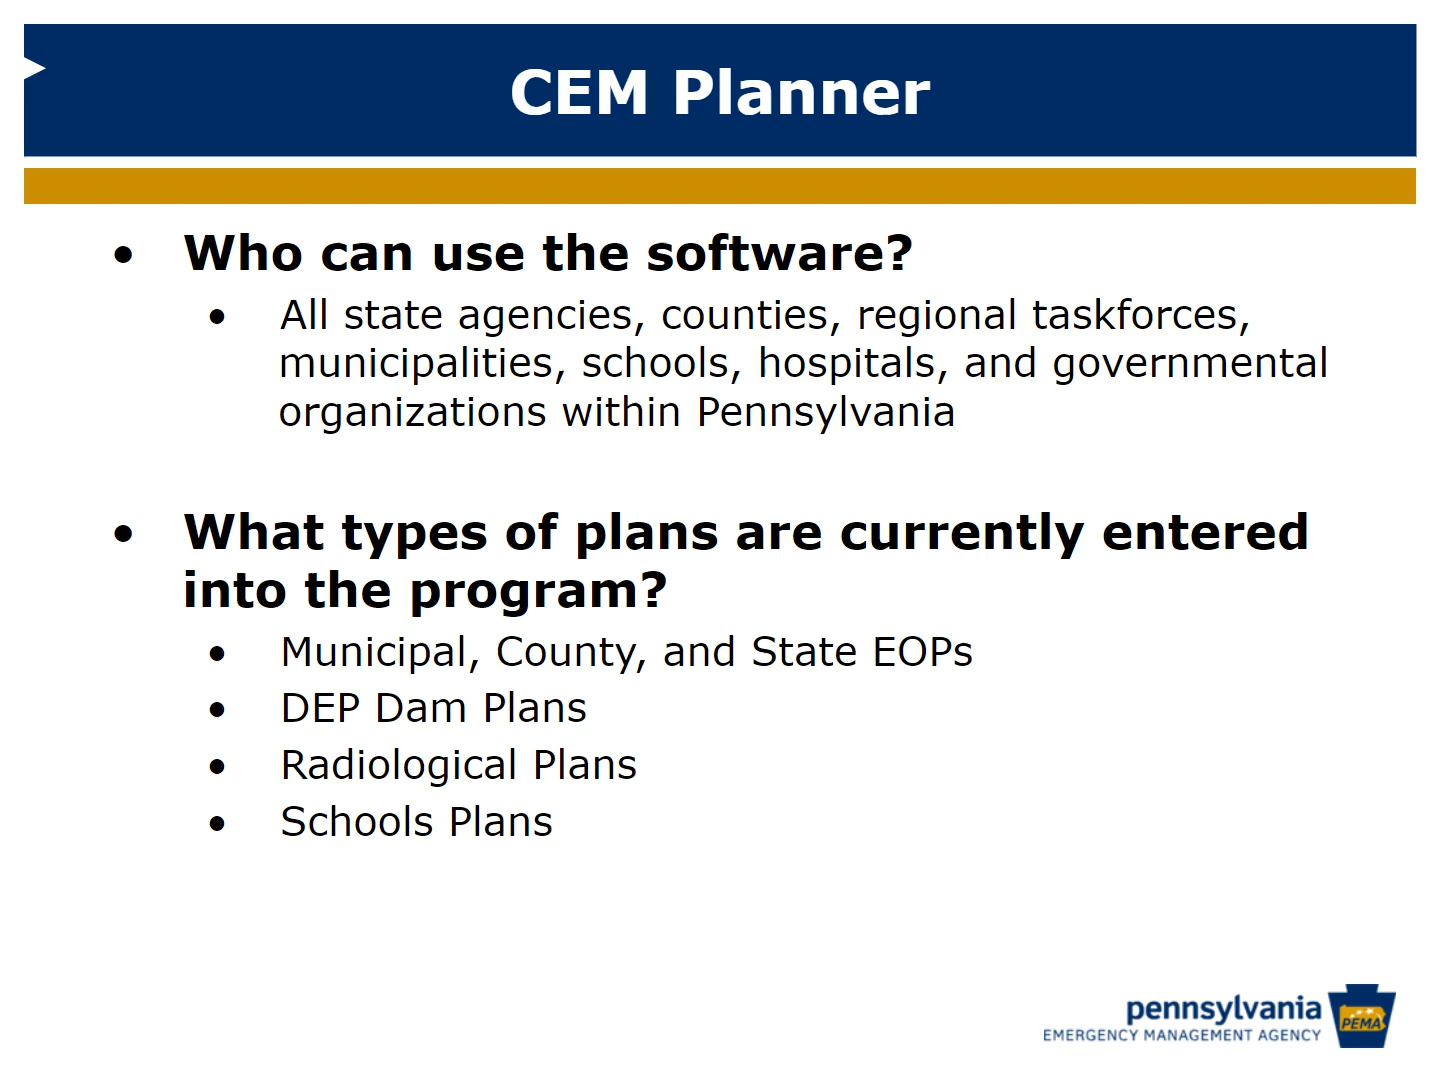 CEM Planner
• Who can use the software?
• All state agencies, counties, regional taskforces,
municipalities, schools, hospitals, and governmental
organizations within Pennsylvania
• What types of plans are currently entered
into the program?
• Municipal, County, and State EOPs
• DEP Dam Plans
• Radiological Plans
• Schools Plans
pennsylvania
EMERGENCY MANAGEMENT AGENCY
PEMA